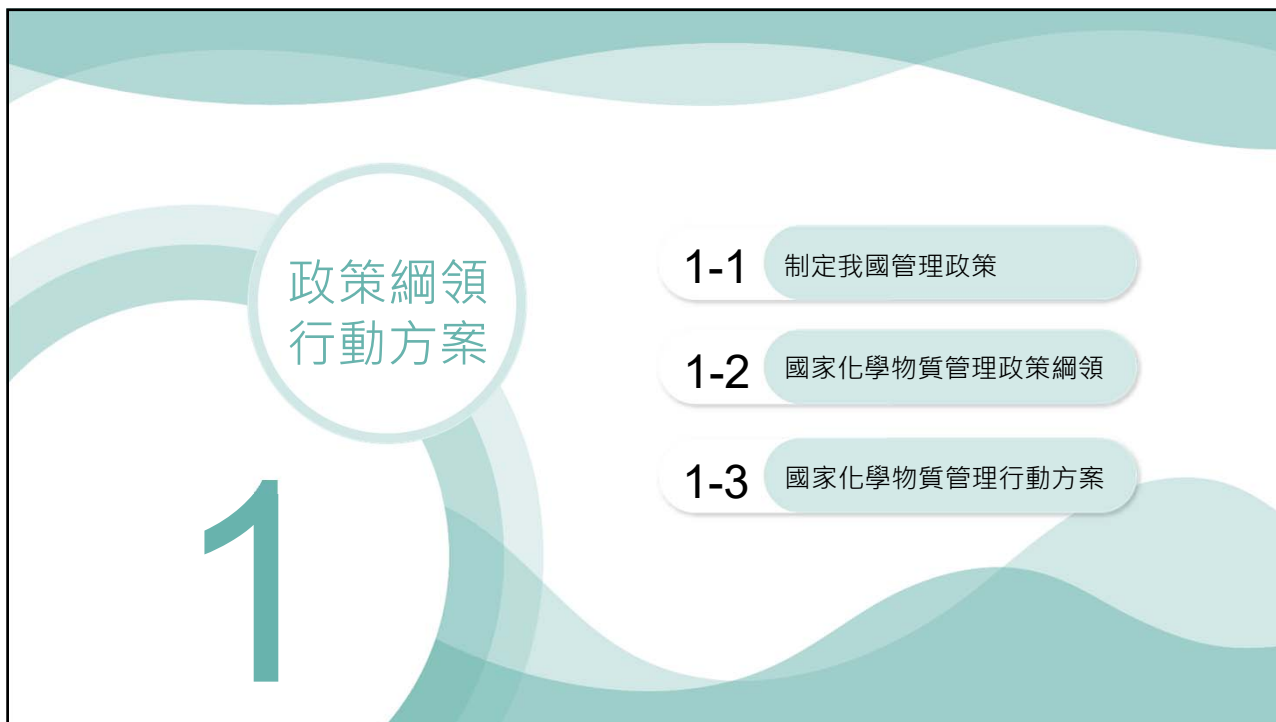 政策綱領
行動方案
1
1-1 制定我國管理政策
1-2 國家化學物質管理政策綱領
1-3 國家化學物質管理行動方案